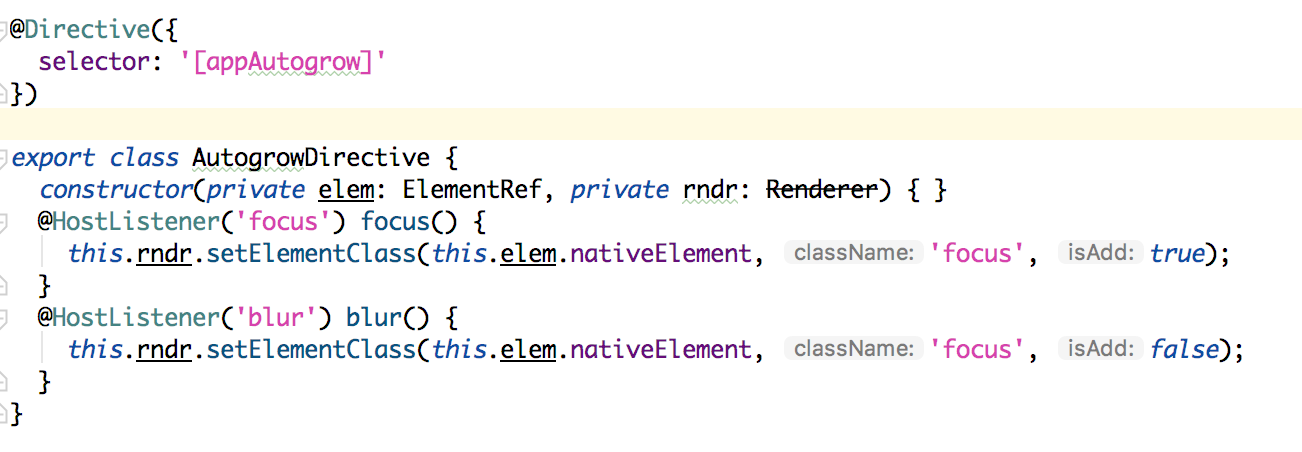 @Directive({
  selector: '[appAutogrow]'
})
export class AutogrowDirective {
  constructor(private elem: ElementRef, private rndr: Renderer) { }
  @HostListener('focus') focus() {
    this.rndr.setElementClass(this.elem.nativeElement, className: 'focus', isAdd: true);
  }
  @HostListener('blur') blur() {
    this.rndr.setElementClass(this.elem.nativeElement, className: 'focus', isAdd: false);
  }
}